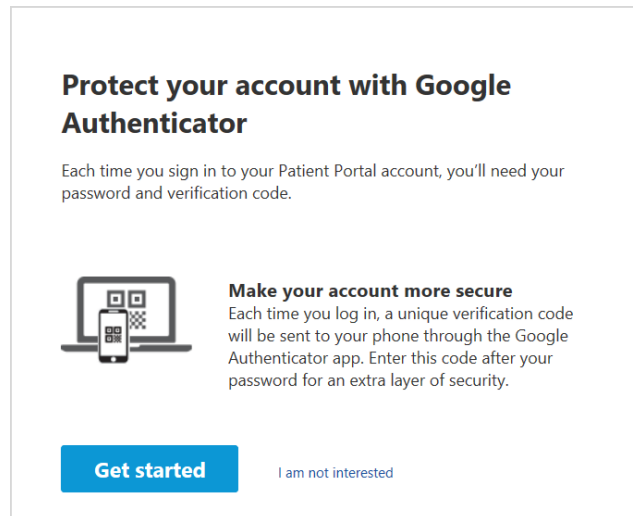 Protect your account with Google
Authenticator
Each time you sign in to your Patient Portal account, you'll need your
password and verification code.
Make your account more secure
Each time you log in, a unique verification code
will be sent to your phone through the Google
Authenticator app. Enter this code after your
password for an extra layer of security.
Get started
I am not interested